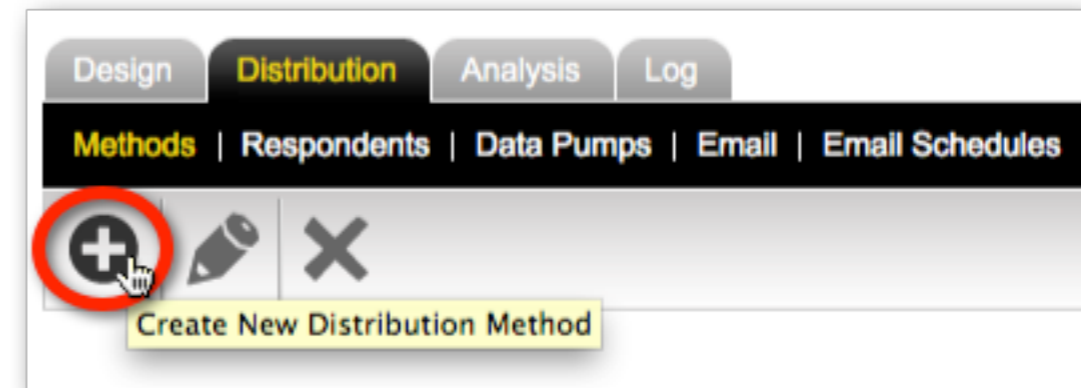 Design Distribution Analysis Log
Methods | Respondents | Data Pumps | Email | Email Schedules
Create New Distribution Method